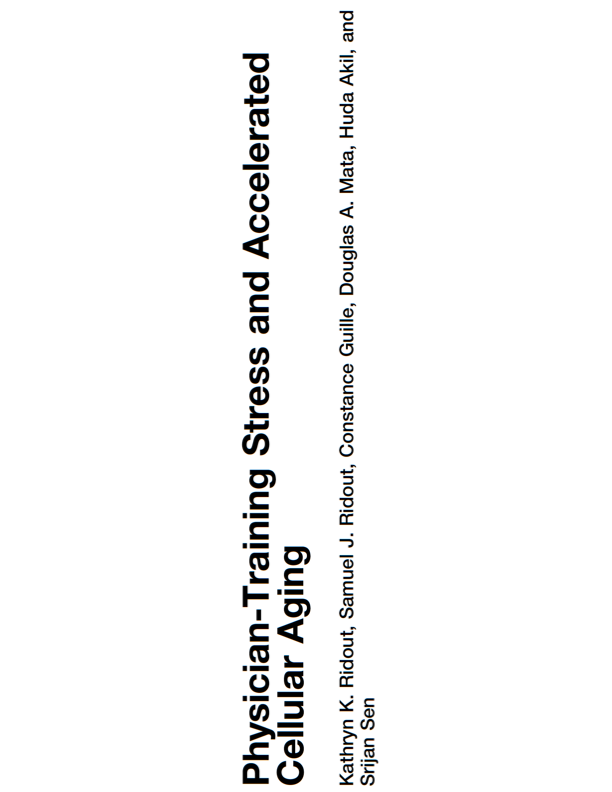 Physician-Training Stress and Accelerated
Cellular Aging
Kathryn K. Ridout, Samuel J. Ridout, Constance Guille, Douglas A. Mata, Huda Akil, and
Srijan Sen